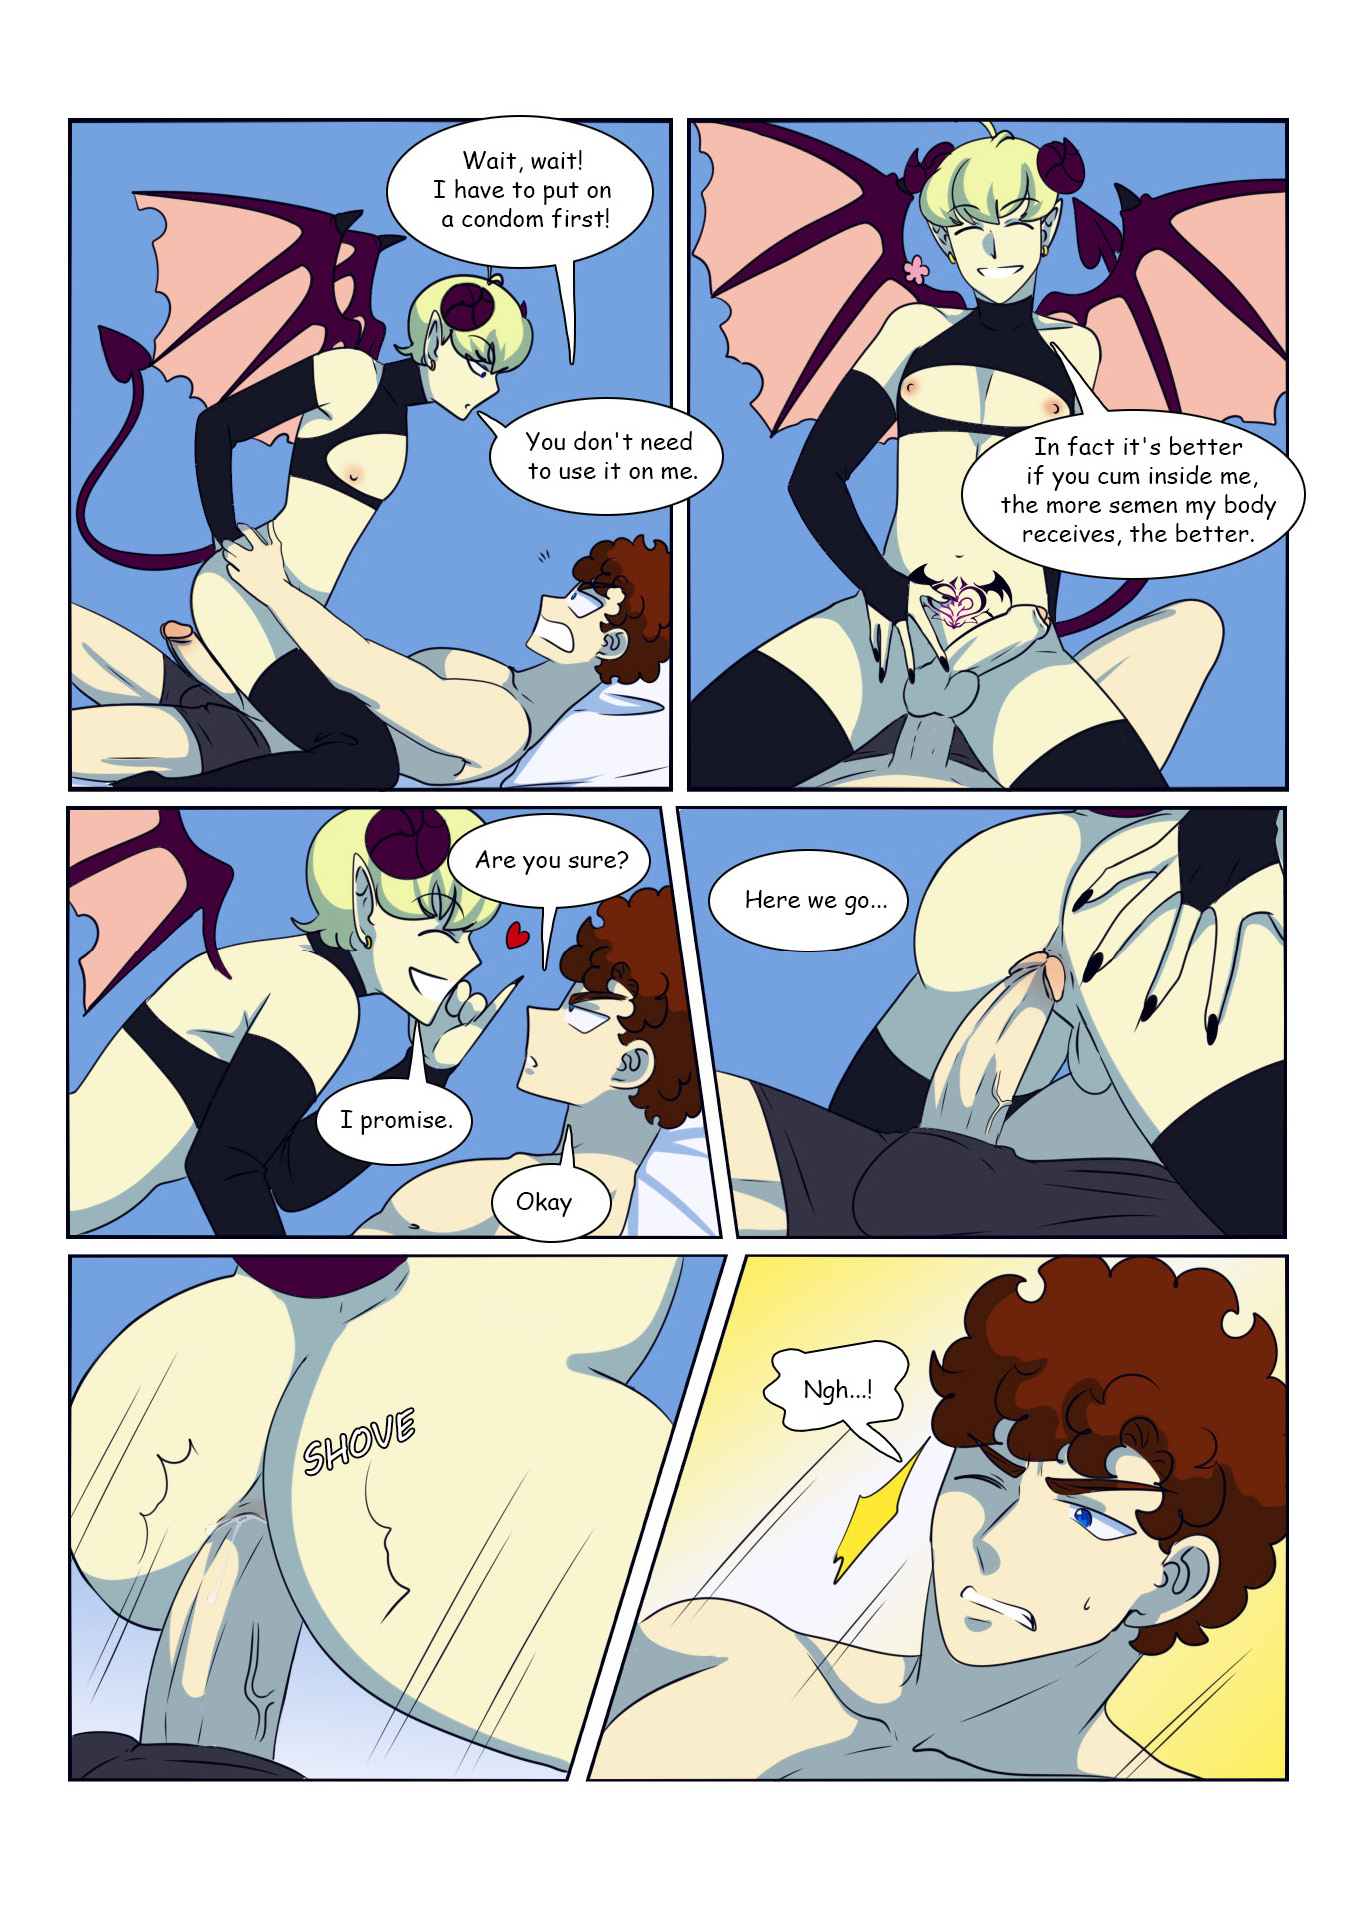 Wait, wait!
I have to put on
a condom first!
You don't need
to use it on me.
In fact it's better
if you cum inside me,
the more semen my body
receives, the better.
Are you sure?
I promise.
Okay
Here we go...
SHOVE
Ngh...!